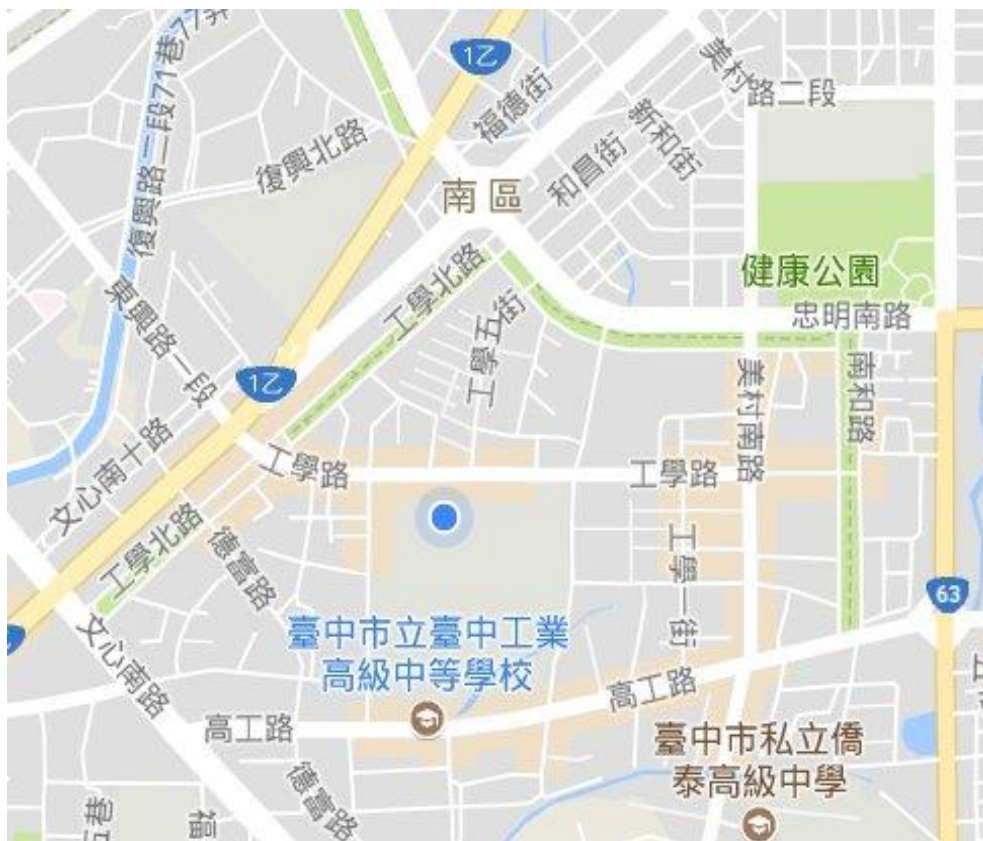 1乙
美村路二段
復興路二段71巷77弄
福德街
新和街
復興北路
和昌街
南區
工學北路
健康公園
東興路一段
工學五街
忠明南路
1乙
美村南路
南和路
文心南十路
工學路
工學路
工學北路
德富路
工學一街
63
文心南路
臺中市立臺中工業
高級中等學校
高工路
高工路
臺中市私立僑
泰高級中學
德富路
五巷
福